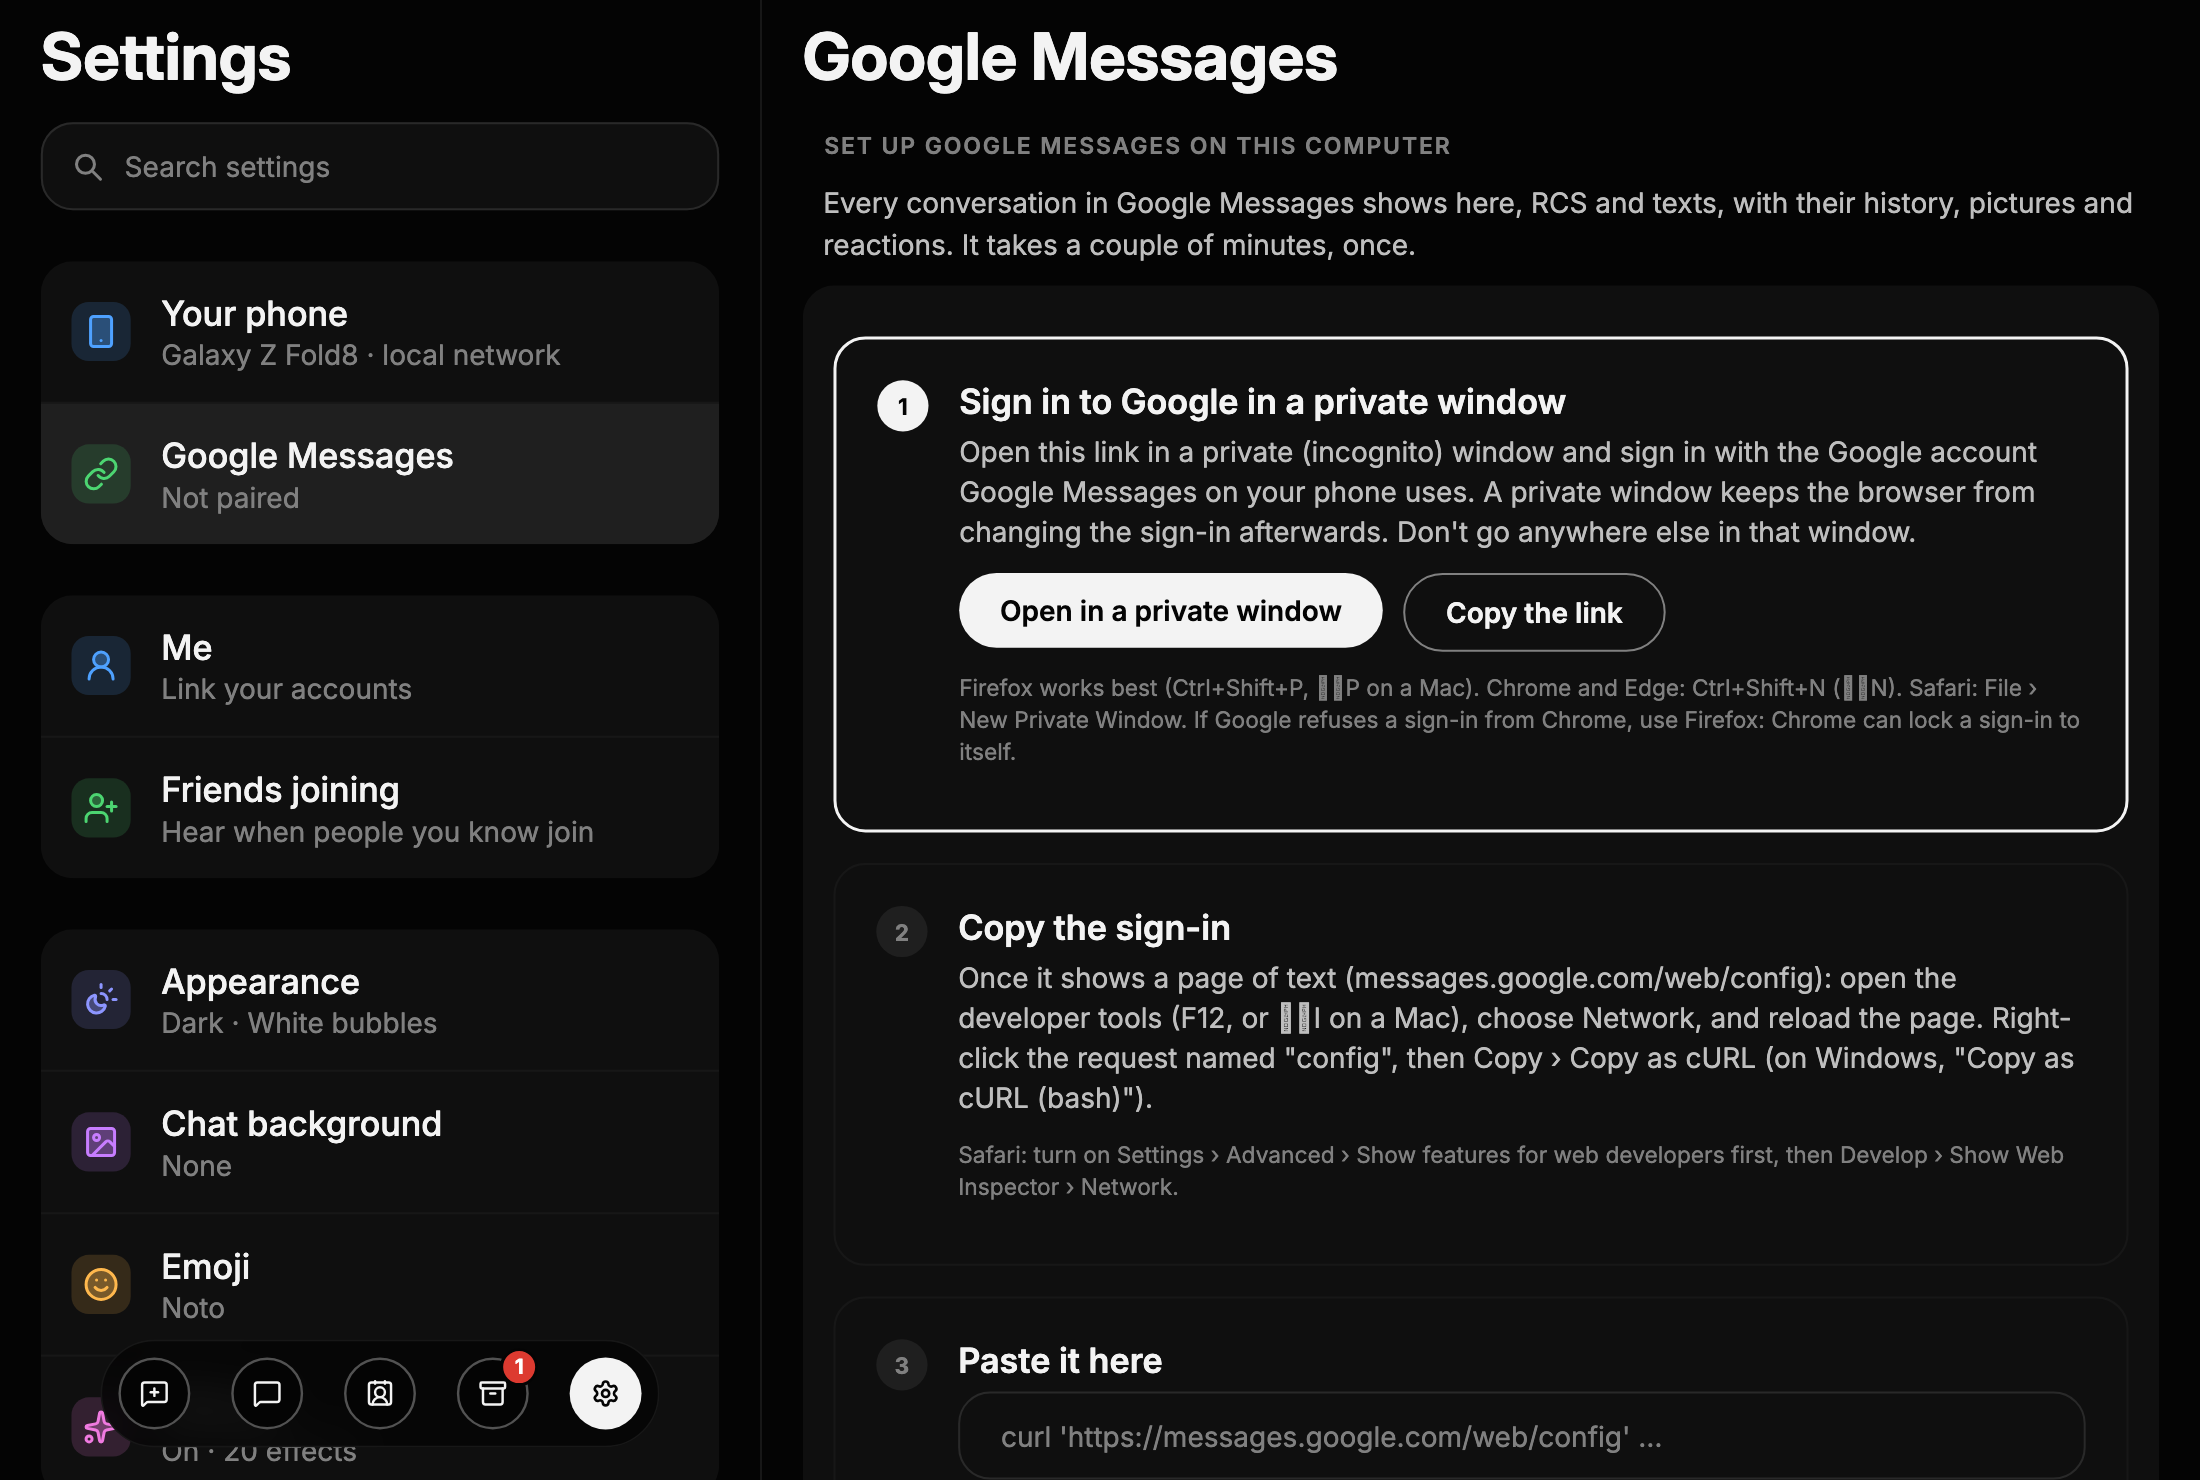 Settings
Search settings
Your phone
Galaxy Z Fold8 · local network
Google Messages
Not paired
Me
Link your accounts
Friends joining
Hear when people you know join
Appearance
Dark · White bubbles
Chat background
None
Emoji
Noto
1
On · 20 effects
Google Messages
SET UP GOOGLE MESSAGES ON THIS COMPUTER
Every conversation in Google Messages shows here, RCS and texts, with their history, pictures and
reactions. It takes a couple of minutes, once.
1
Sign in to Google in a private window
Open this link in a private (incognito) window and sign in with the Google account
Google Messages on your phone uses. A private window keeps the browser from
changing the sign-in afterwards. Don't go anywhere else in that window.
Open in a private window
Copy the link
Firefox works best (Ctrl+Shift+P, P on a Mac). Chrome and Edge: Ctrl+Shift+N (N). Safari: File ›
New Private Window. If Google refuses a sign-in from Chrome, use Firefox: Chrome can lock a sign-in to
itself.
2
Copy the sign-in
Once it shows a page of text (messages.google.com/web/config): open the
developer tools (F12, or I on a Mac), choose Network, and reload the page. Right-
click the request named "config", then Copy › Copy as cURL (on Windows, "Copy as
cURL (bash)").
Safari: turn on Settings › Advanced › Show features for web developers first, then Develop › Show Web
Inspector › Network.
3
Paste it here
curl 'https://messages.google.com/web/config' ...